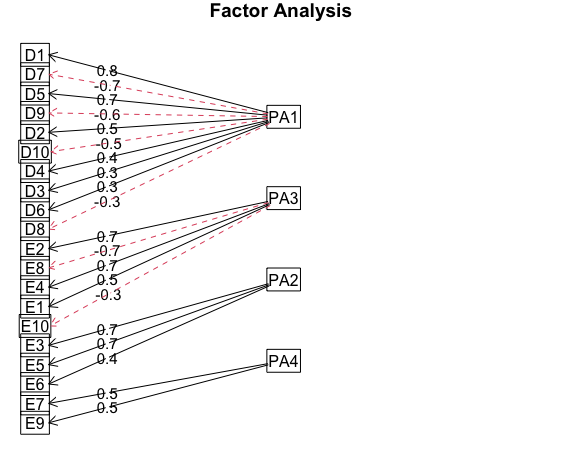 Factor Analysis
D1
D7
D5
D9
D2
D10
D4
D3
D6
D8
E2
E8
E4
E1
E10
E3
E5
E6
E7
E9
0.8
-0.7
0.7
-0.6
0.5
-0.5
0.4
0.3
0.3
-0.3
0.7
-0.7
0.7
0.5
-0.3
0.7
0.7
0.4
0.5
0.5
PA1
PA3
PA2
PA4